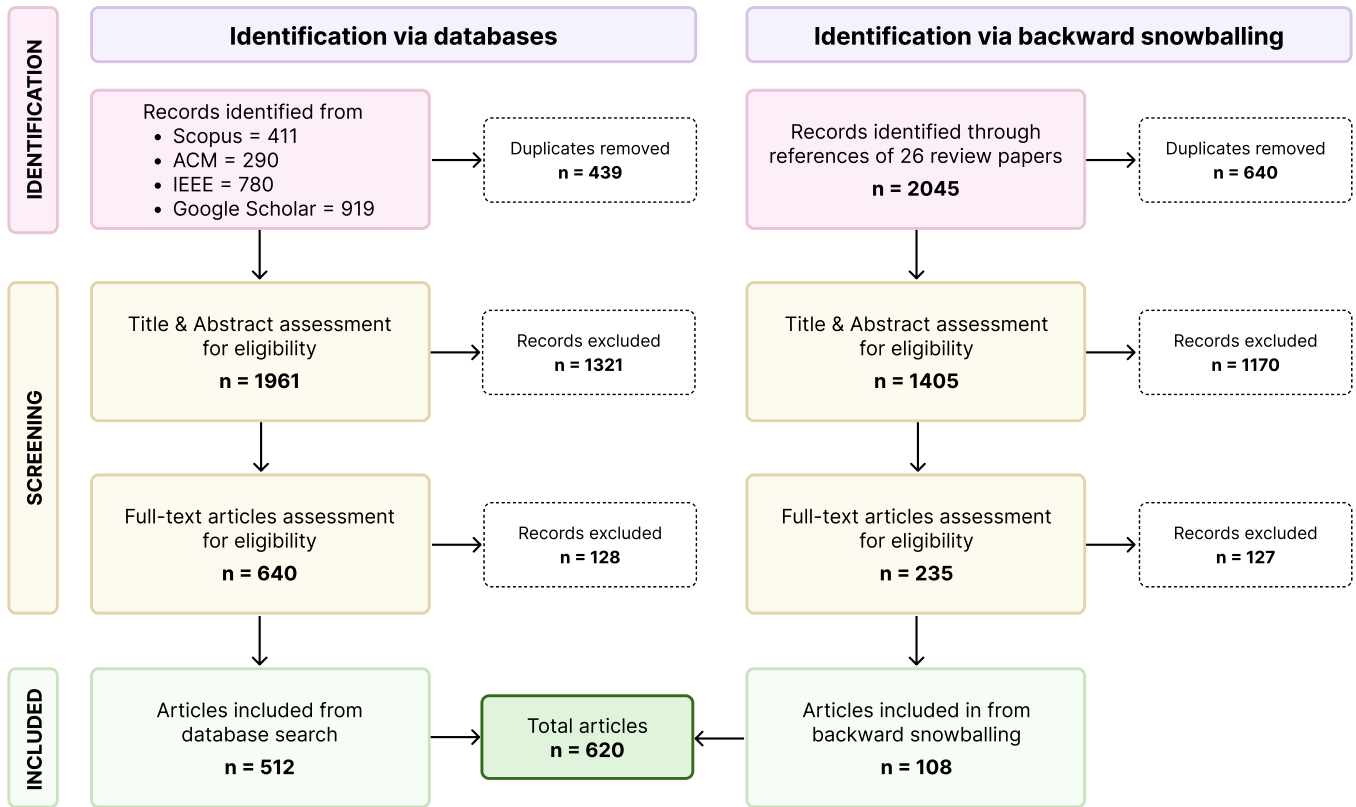 IDENTIFICATION
Identification via databases
Identification via backward snowballing
Records identified from
• Scopus = 411
• ACM = 290
• IEEE = 780
• Google Scholar = 919
Duplicates removed
n = 439
Records identified through
references of 26 review papers
n = 2045
Duplicates removed
n = 640
SCREENING
Title & Abstract assessment
for eligibility
n = 1961
Records excluded
n = 1321
Title & Abstract assessment
for eligibility
n = 1405
Records excluded
n = 1170
Full-text articles assessment
for eligibility
n = 640
Records excluded
n = 128
Full-text articles assessment
for eligibility
n = 235
Records excluded
n = 127
INCLUDED
Articles included from
database search
n = 512
Total articles
n = 620
Articles included in from
backward snowballing
n = 108